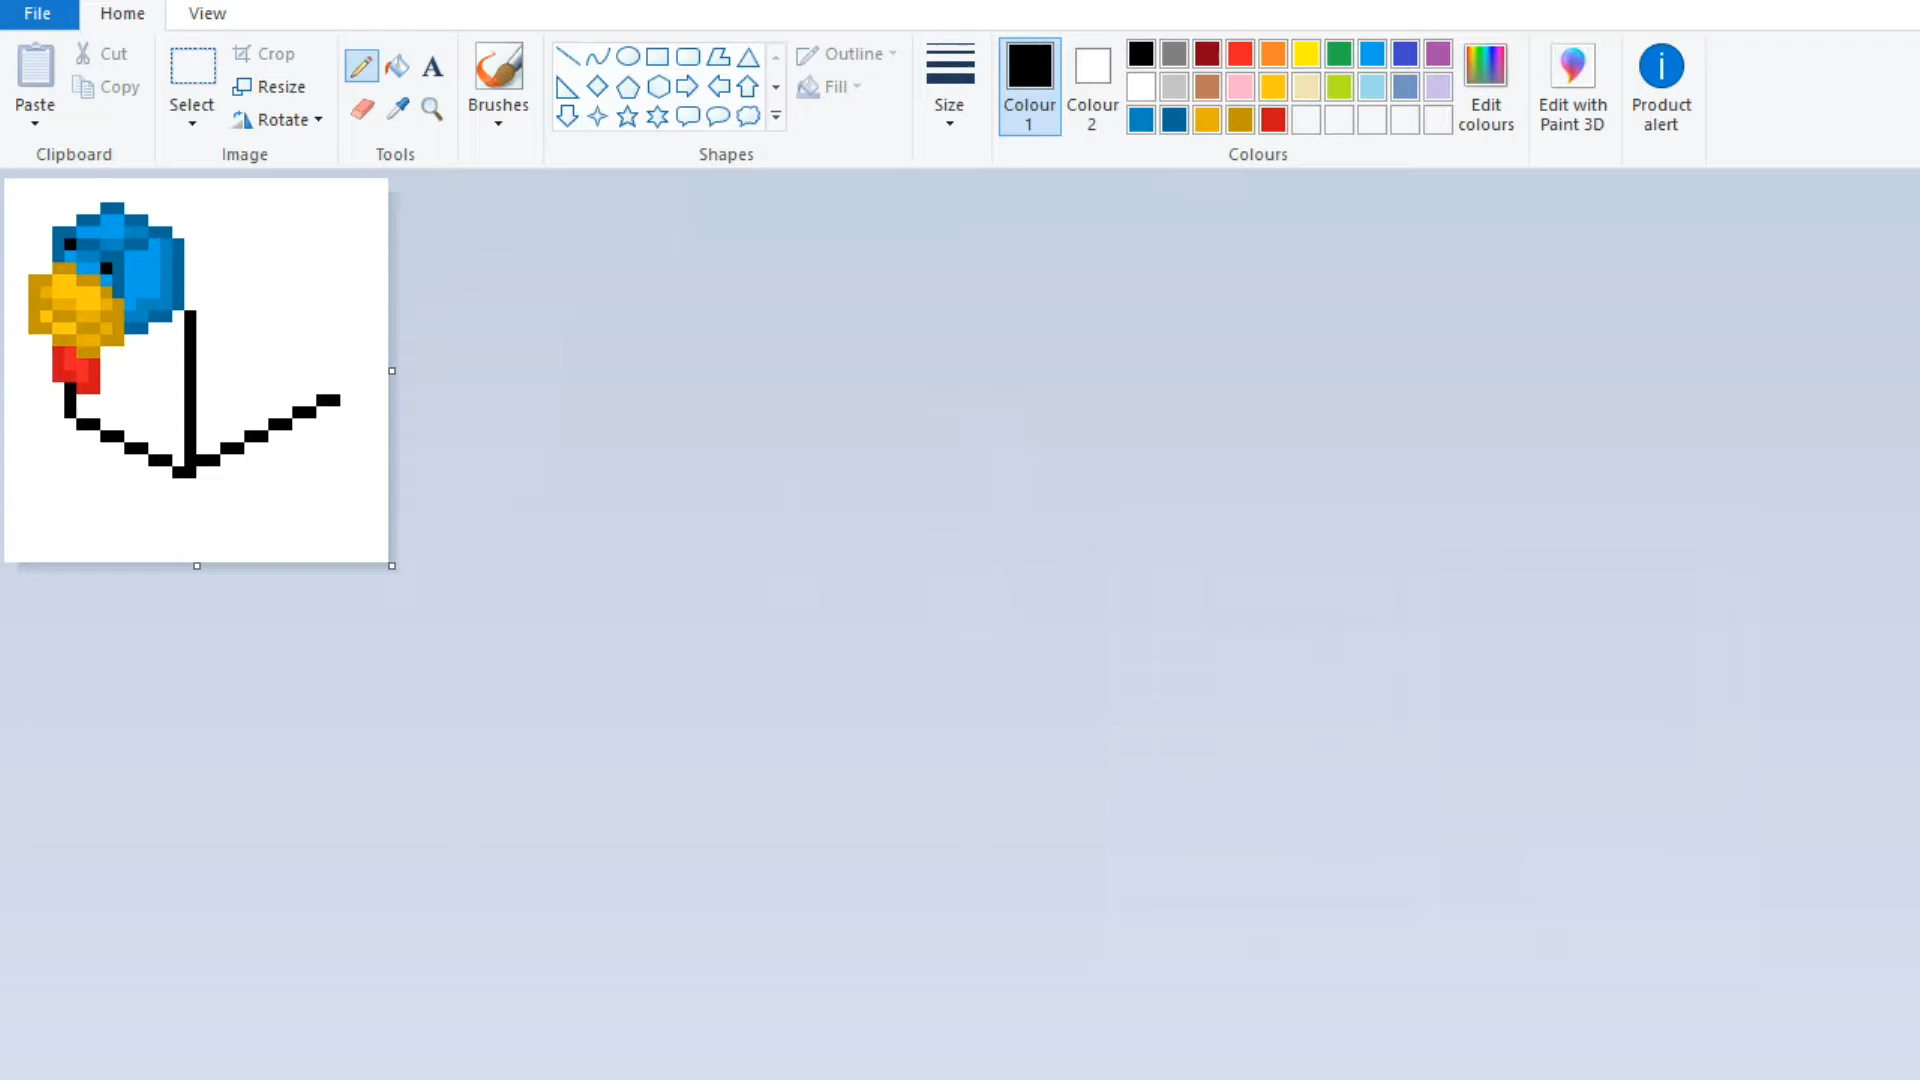 File Home View
Paste
Cut
Copy
Clipboard
Select
Crop
Resize
Rotate
Image
A
Tools
Brushes
Shapes
Outline
Fill
Size
Colour
1
Colour
2
Edit
colours
Colours
Edit with
Paint 3D
Product
alert